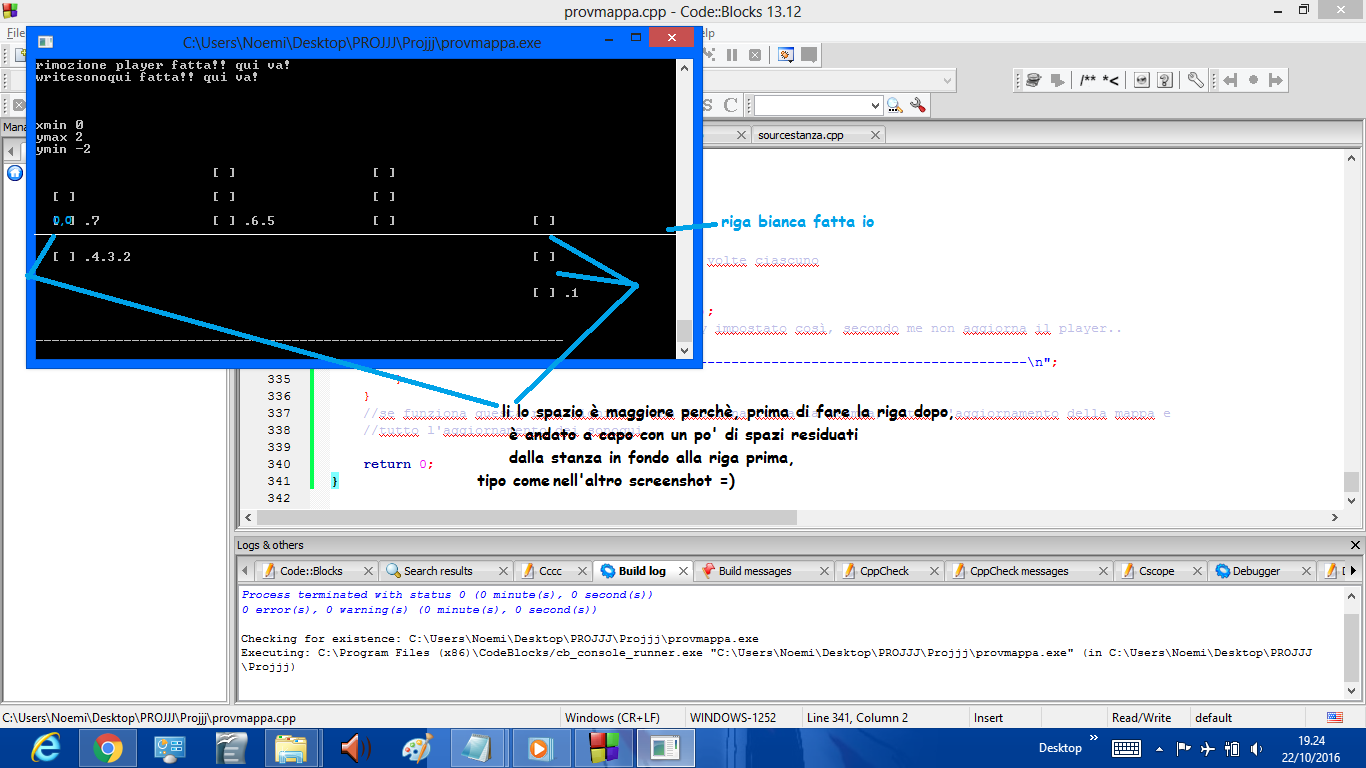 provmappa.cpp - Code::Blocks 13.12
File
elp
C:\Users\Noemi\Desktop\PROJJJ\Projjj\provmappa.exe
rimozione player fatta!! qui va!
writesonoqui fatta!! qui va!
/** *<
S C
Mana
sourcestanza.cpp
xmin 0
ymax 2
ymin -2
[ ] [ ]
[ ] [ ] [ ]
0,0 ] .7 [ ] .6.5 [ ] [ ]
riga bianca fatta io
[ ] .4.3.2 [ ]
volte ciascuno
[ ] .1
;
y impostato così, secondo me non aggiorna il player..
-\n";
335 }
336 }
337 //se funziona
li lo spazio è maggiore perchè, prima di fare la riga dopo,
aggiornamento della mappa e
338 //tutto l'aggiornamento
è andato a capo con un po' di spazi residuati
339
dalla stanza in fondo alla riga prima,
340 return 0;
tipo come nell'altro screenshot =)
341 }
342
Logs & others
Code::Blocks Search results Cccc Build log Build messages CppCheck CppCheck messages Cscope Debugger
Process terminated with status 0 (0 minute(s), 0 second(s))
0 error(s), 0 warning(s) (0 minute(s), 0 second(s))
Checking for existence: C:\Users\Noemi\Desktop\PROJJJ\Projjj\provmappa.exe
Executing: C:\Program Files (x86)\CodeBlocks/cb_console_runner.exe "C:\Users\Noemi\Desktop\PROJJJ\Projjj\provmappa.exe" (in C:\Users\Noemi\Desktop\PROJJJ
\Projjj)
C:\Users\Noemi\Desktop\PROJJJ\Projjj\provmappa.cpp Windows (CR+LF) WINDOWS-1252 Line 341, Column 2 Insert Read/Write default
Desktop
19.24
22/10/2016